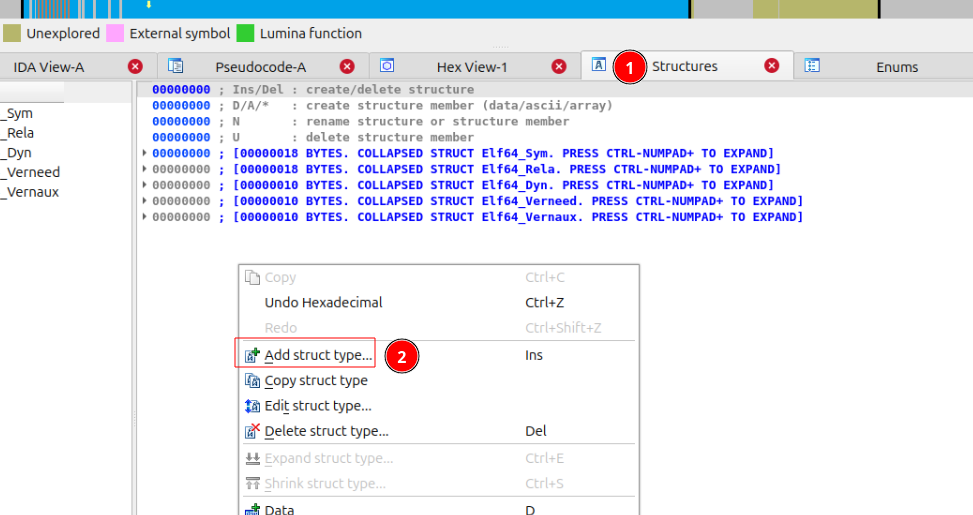 Unexplored External symbol Lumina function
IDA View-A Pseudocode-A Hex View-1 1 Structures Enums
_Sym
_Rela
_Dyn
_Verneed
_Vernaux
00000000 ; Ins/Del : create/delete structure
00000000 ; D/A/* : create structure member (data/ascii/array)
00000000 ; N : rename structure or structure member
00000000 ; U : delete structure member
00000000 ; [00000018 BYTES. COLLAPSED STRUCT Elf64_Sym. PRESS CTRL-NUMPAD+ TO EXPAND]
00000000 ; [00000018 BYTES. COLLAPSED STRUCT Elf64_Rela. PRESS CTRL-NUMPAD+ TO EXPAND]
00000000 ; [00000010 BYTES. COLLAPSED STRUCT Elf64_Dyn. PRESS CTRL-NUMPAD+ TO EXPAND]
00000000 ; [00000010 BYTES. COLLAPSED STRUCT Elf64_Verneed. PRESS CTRL-NUMPAD+ TO EXPAND]
00000000 ; [00000010 BYTES. COLLAPSED STRUCT Elf64_Vernaux. PRESS CTRL-NUMPAD+ TO EXPAND]
Copy Ctrl+C
Undo Hexadecimal Ctrl+Z
Redo Ctrl+Shift+Z
Add struct type... 2 Ins
Copy struct type
Edit struct type...
Delete struct type... Del
Expand struct type... Ctrl+E
Shrink struct type... Ctrl+S
Data D